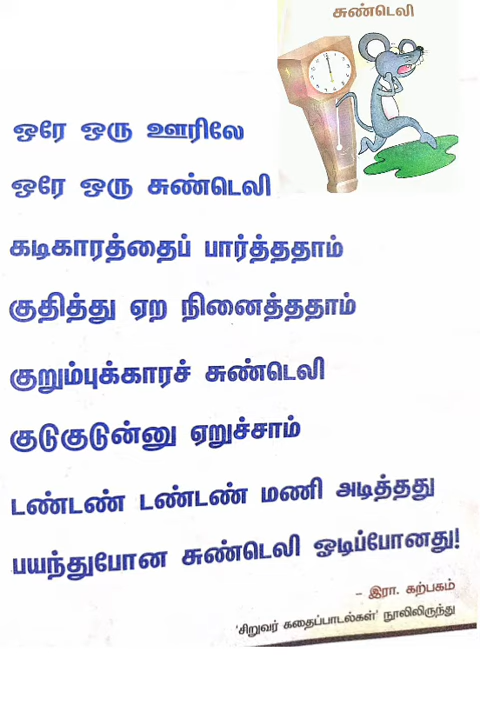 சுண்டெலி
ஒரே ஒரு ஊரிலே
ஒரே ஒரு சுண்டெலி
கடிகாரத்தைப் பார்த்ததாம்
குதித்து ஏற நினைத்ததாம்
குறும்புக்காரச் சுண்டெலி
குடுகுடுன்னு ஏறுச்சாம்
டண்டண் டண்டண் மணி அடித்தது
பயந்துபோன சுண்டெலி ஓடிப்போனது!
– இரா. கற்பகம்
'சிறுவர் கதைப்பாடல்கள்' நூலிலிருந்து